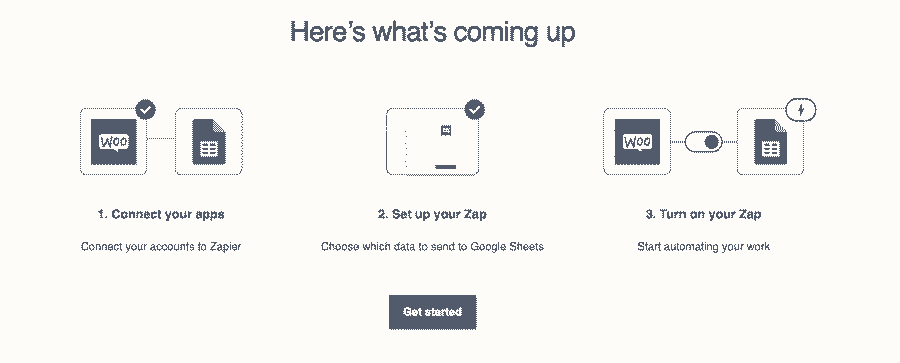 Here's what's coming up
WOO
WOO
1. Connect your apps
2. Set up your Zap
3. Turn on your Zap
Connect your accounts to Zapier
Choose which data to send to Google Sheets
Start automating your work
Get started